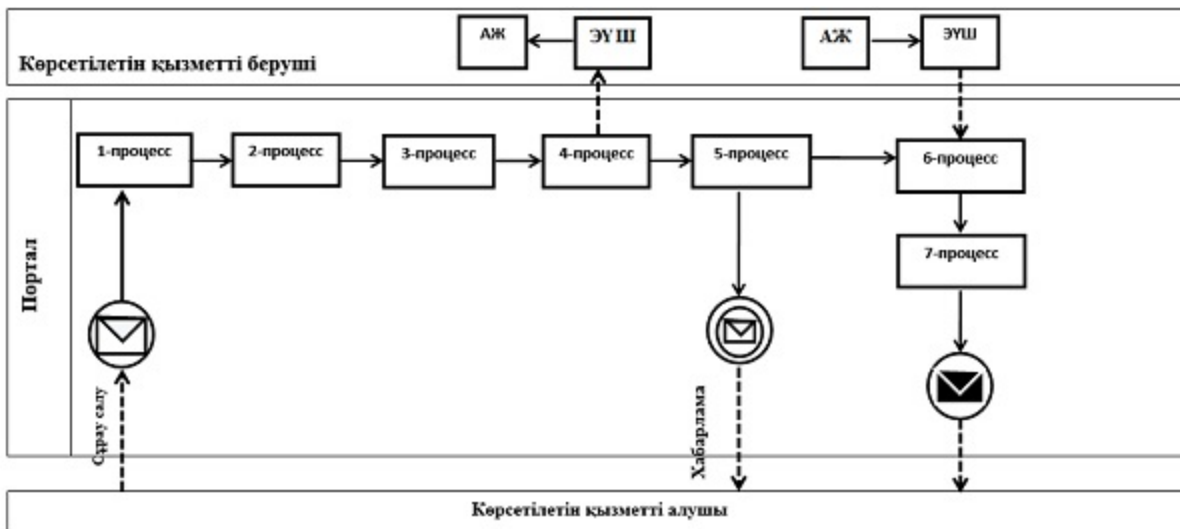 АЖ
ЭҮШ
АЖ
ЭҮШ
Көрсетілетін қызметті беруші
Портал
1-процесс
2-процесс
3-процесс
4-процесс
5-процесс
6-процесс
7-процесс
Сұрау салу
Хабарлама
Көрсетілетін қызметті алушы